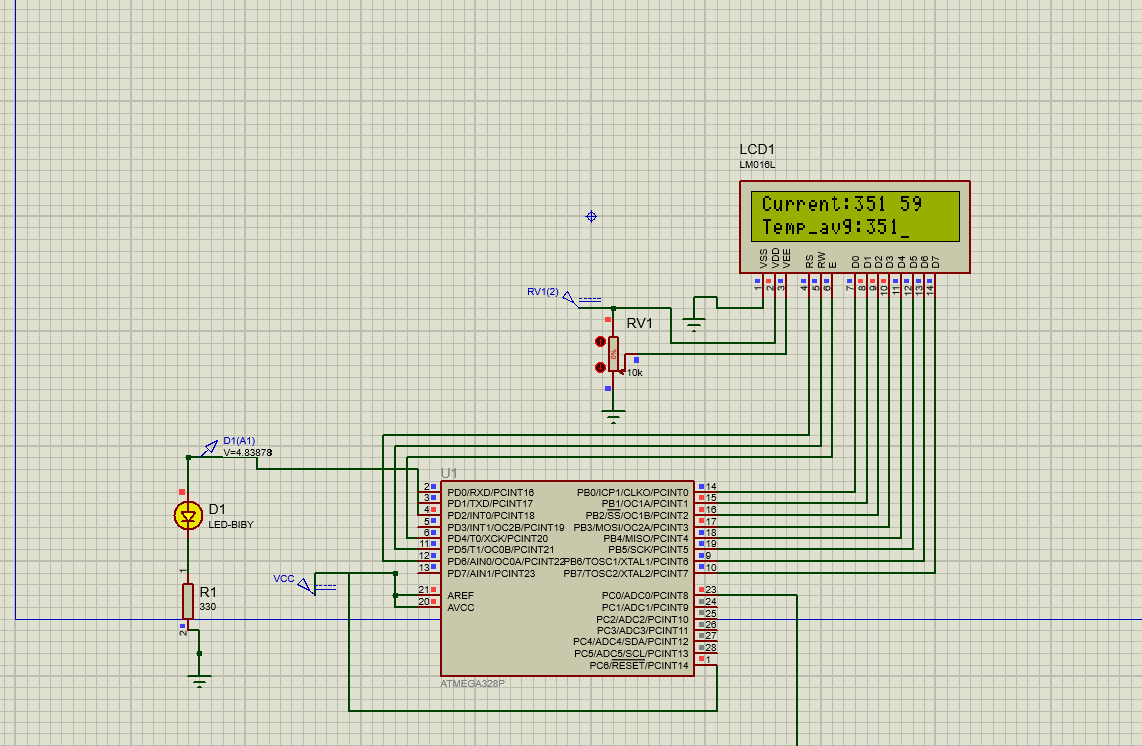 LCD1
LM016L
Current:351 59
Temp_avg:351_
VSS
VDD
VEE
RS
RW
E
D0
D1
D2
D3
D4
D5
D6
D7
1
2
3
4
5
6
7
8
9
10
11
12
13
14
RV1(2)
RV1
0%
10k
D1(A1)
V=4.83878
D1
LED-BIBY
1
R1
330
2
VCC
U1
2 PD0/RXD/PCINT16
3 PD1/TXD/PCINT17
4 PD2/INT0/PCINT18
5 PD3/INT1/OC2B/PCINT19
6 PD4/T0/XCK/PCINT20
11 PD5/T1/OC0B/PCINT21
12 PD6/AIN0/OC0A/PCINT22
13 PD7/AIN1/PCINT23
21 AREF
20 AVCC
PB0/ICP1/CLKO/PCINT0 14
PB1/OC1A/PCINT1 15
PB2/SS/OC1B/PCINT2 16
PB3/MOSI/OC2A/PCINT3 17
PB4/MISO/PCINT4 18
PB5/SCK/PCINT5 19
PB6/TOSC1/XTAL1/PCINT6 9
PB7/TOSC2/XTAL2/PCINT7 10
PC0/ADC0/PCINT8 23
PC1/ADC1/PCINT9 24
PC2/ADC2/PCINT10 25
PC3/ADC3/PCINT11 26
PC4/ADC4/SDA/PCINT12 27
PC5/ADC5/SCL/PCINT13 28
PC6/RESET/PCINT14 1
ATMEGA328P